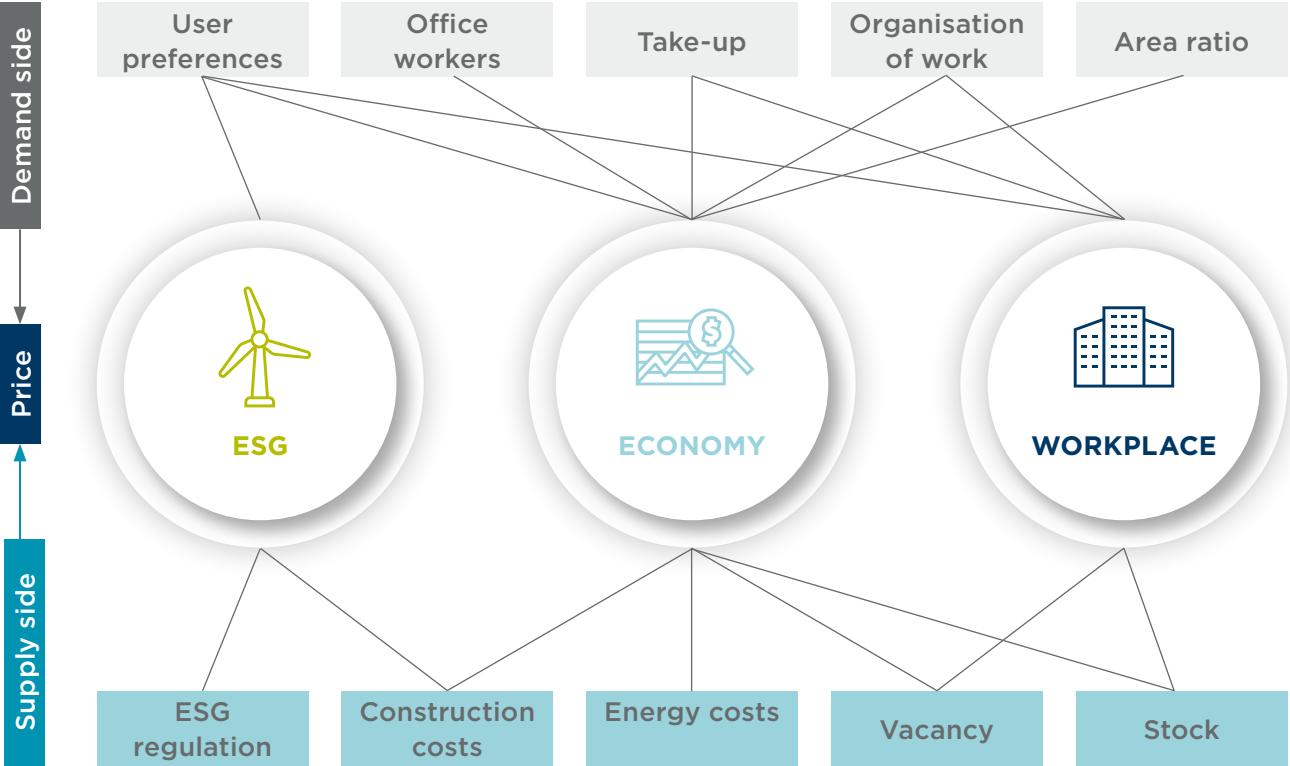 Demand side
User
preferences
Office
workers
Take-up
Organisation
of work
Area ratio
Price
ESG
ECONOMY
WORKPLACE
Supply side
ESG
regulation
Construction
costs
Energy costs
Vacancy
Stock